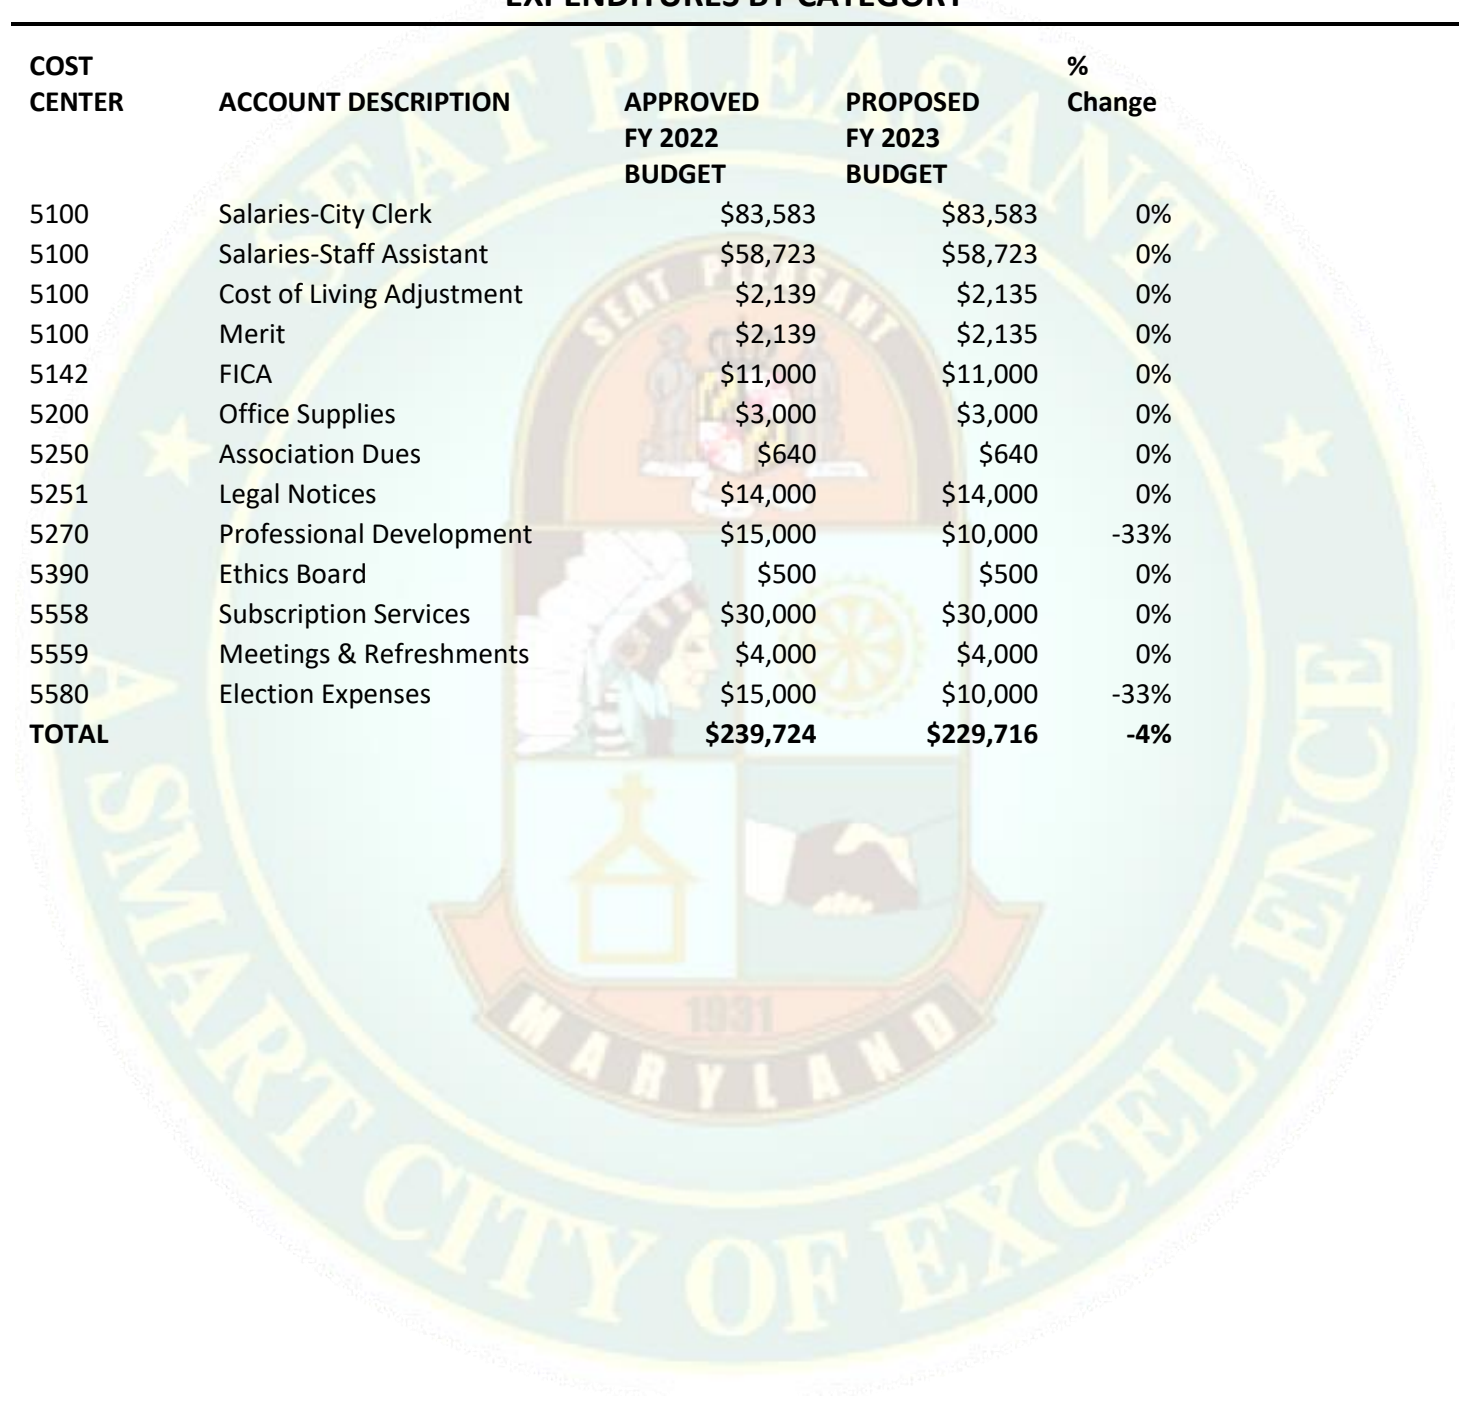 EXPENDITURES BY CATEGORY
COST %
CENTER ACCOUNT DESCRIPTION APPROVED PROPOSED Change
FY 2022 FY 2023
BUDGET BUDGET
5100 Salaries-City Clerk $83,583 $83,583 0%
5100 Salaries-Staff Assistant $58,723 $58,723 0%
5100 Cost of Living Adjustment $2,139 $2,135 0%
5100 Merit $2,139 $2,135 0%
5142 FICA $11,000 $11,000 0%
5200 Office Supplies $3,000 $3,000 0%
5250 Association Dues $640 $640 0%
5251 Legal Notices $14,000 $14,000 0%
5270 Professional Development $15,000 $10,000 -33%
5390 Ethics Board $500 $500 0%
5558 Subscription Services $30,000 $30,000 0%
5559 Meetings & Refreshments $4,000 $4,000 0%
5580 Election Expenses $15,000 $10,000 -33%
TOTAL $239,724 $229,716 -4%
SEAT PLEASANT
SEAT PLEASANT
1931
MARYLAND
A SMART CITY OF EXCELLENCE